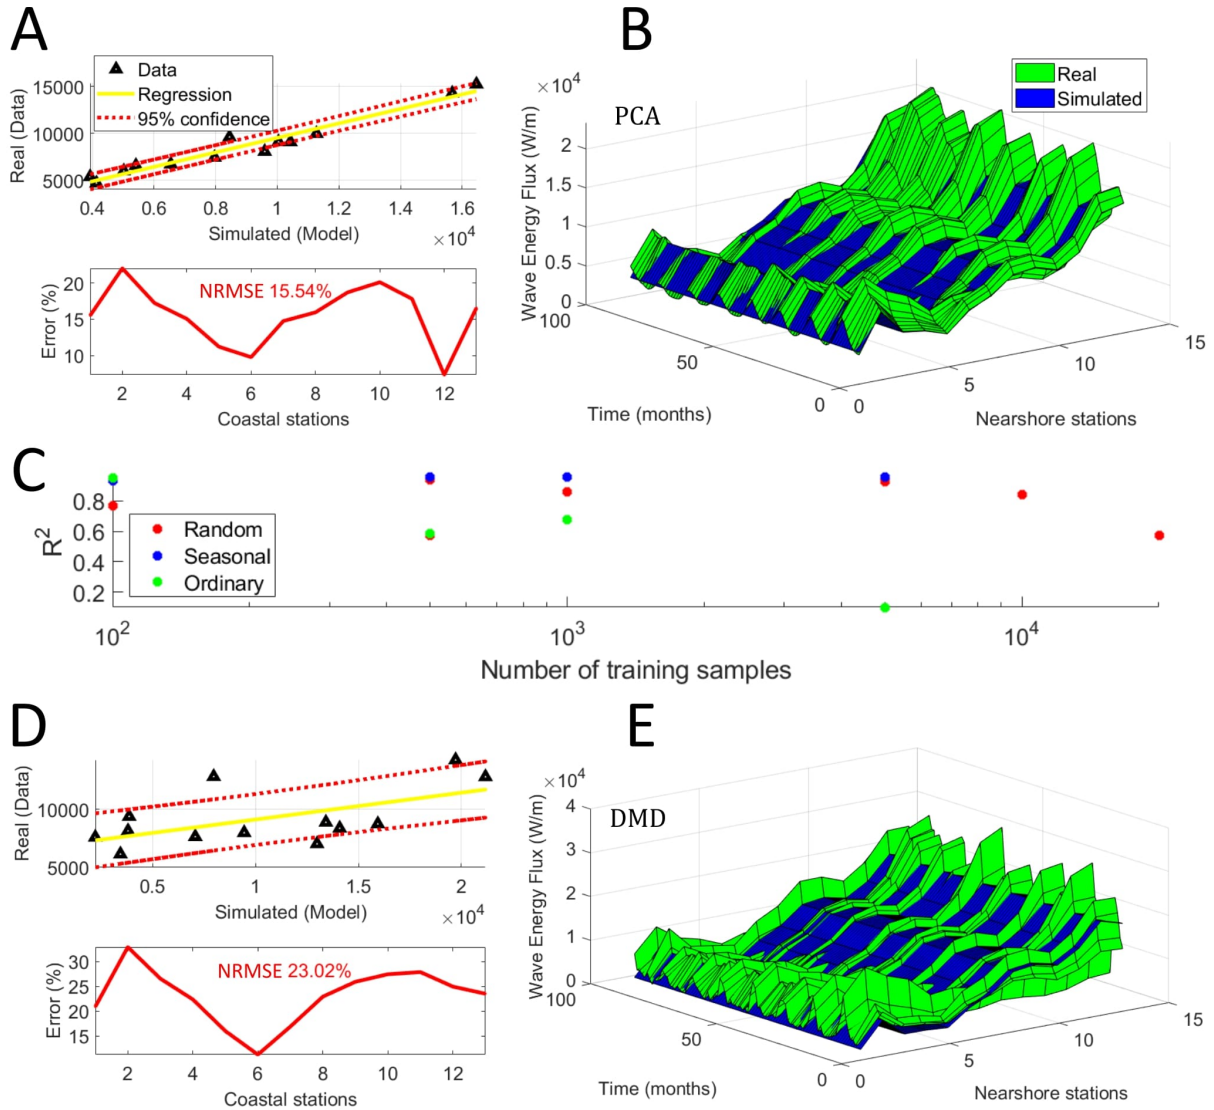 A
Data
Regression
95% confidence
Real (Data)
15000
10000
5000
0.4 0.6 0.8 1 1.2 1.4 1.6
Simulated (Model) ×10^4
NRMSE 15.54%
Error (%)
20
15
10
2 4 6 8 10 12
Coastal stations
B
×10^4
PCA
Real
Simulated
Wave Energy Flux (W/m)
2
1.5
1
0.5
0
100
50
0
0
5
10
15
Time (months)
Nearshore stations
C
R^2
0.8
0.6
0.4
0.2
Random
Seasonal
Ordinary
10^2 10^3 10^4
Number of training samples
D
Real (Data)
10000
5000
0.5 1 1.5 2
Simulated (Model) ×10^4
NRMSE 23.02%
Error (%)
30
25
20
15
2 4 6 8 10 12
Coastal stations
E
×10^4
DMD
Wave Energy Flux (W/m)
4
3
2
1
0
100
50
0
0
5
10
15
Time (months)
Nearshore stations